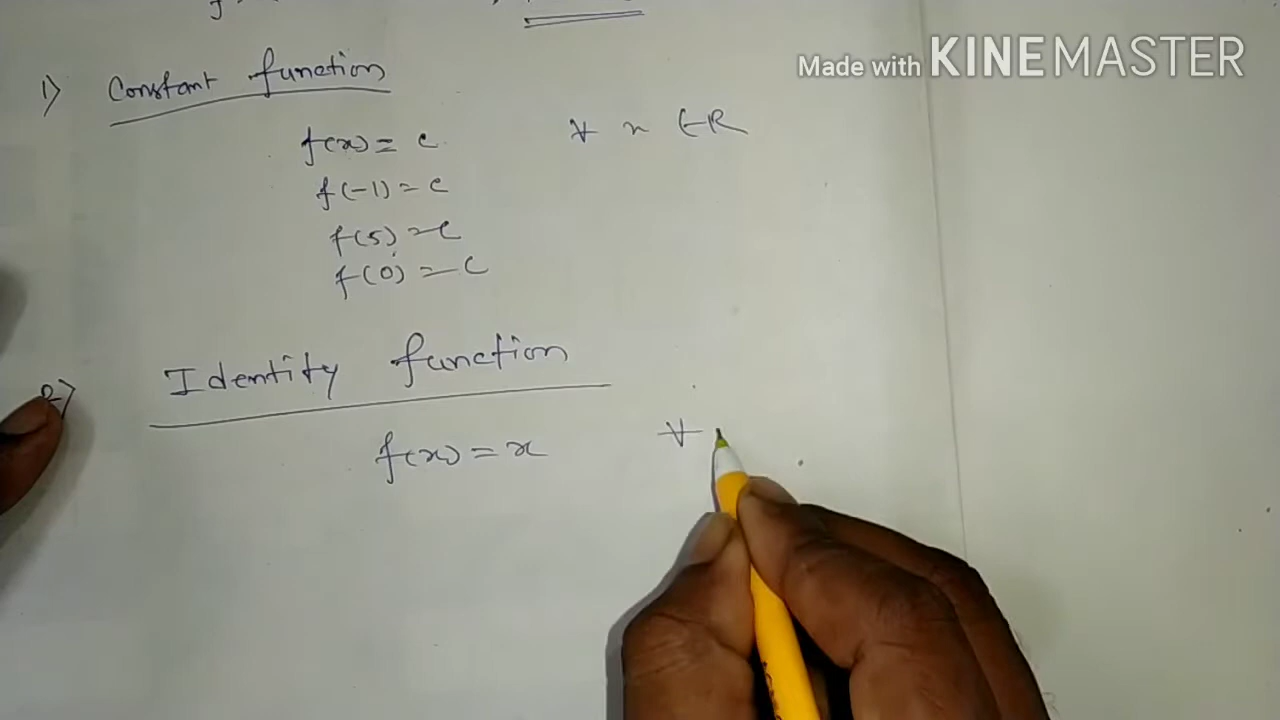 Made with KINEMASTER
1) Constant function
f(x) = c ∀ x ∈ R
f(-1) = c
f(5) = c
f(0) = c
2) Identity function
f(x) = x ∀